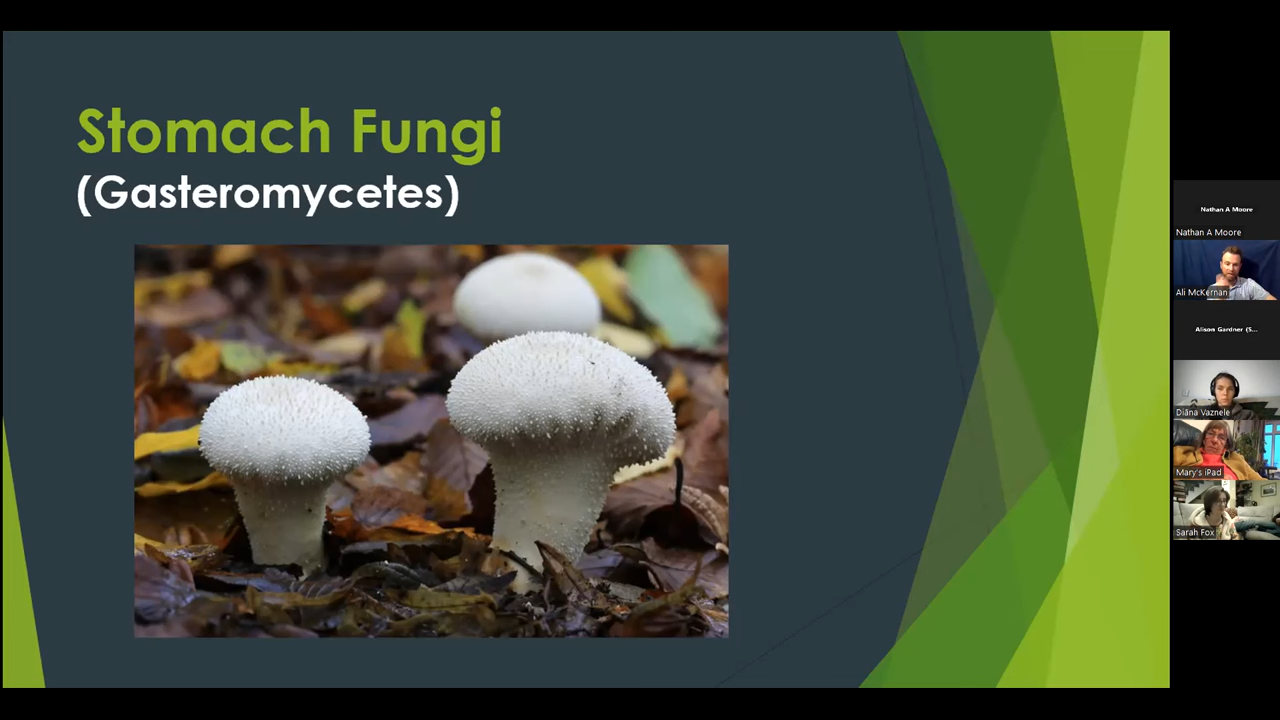 Stomach Fungi
(Gasteromycetes)
Nathan A Moore
Nathan A Moore
Ali McKernan
Alison Gardner (S...
Diāna Vaznele
Mary's iPad
Sarah Fox